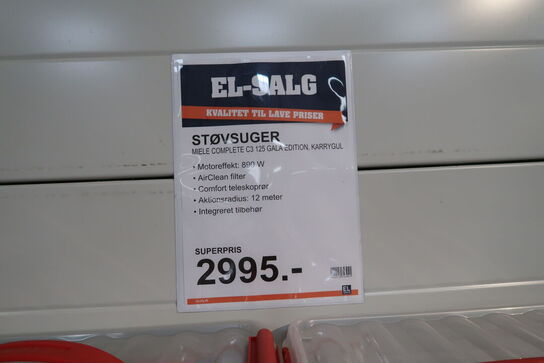 EL-SALG
KVALITET TIL LAVE PRISER
STØVSUGER
MIELE COMPLETE C3 125 GALA EDITION, KARRYGUL
• Motoreffekt: 890 W
• AirClean filter
• Comfort teleskoprør
• Aktionsradius: 12 meter
• Integreret tilbehør
SUPERPRIS
2995.-
EL